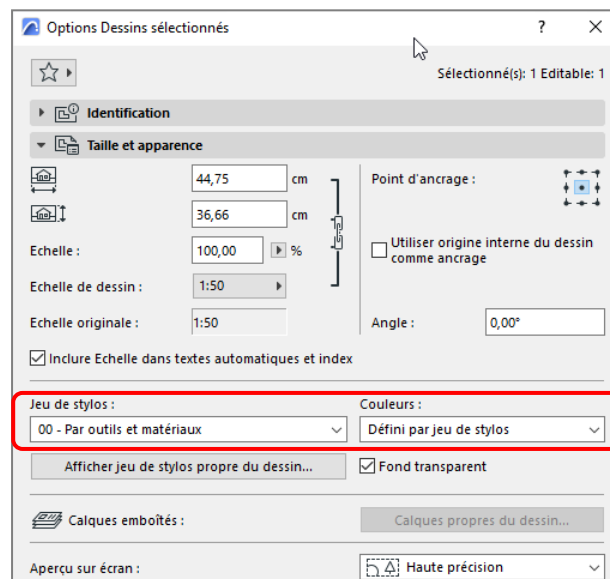 Options Dessins sélectionnés ? ×
Sélectionné(s): 1 Editable: 1
Identification
Taille et apparence
44,75 cm
36,66 cm
Echelle : 100,00 %
Echelle de dessin : 1:50
Echelle originale : 1:50
Point d'ancrage :
Utiliser origine interne du dessin
comme ancrage
Angle : 0,00°
Inclure Echelle dans textes automatiques et index
Jeu de stylos : Couleurs :
00 - Par outils et matériaux Défini par jeu de stylos
Afficher jeu de stylos propre du dessin... Fond transparent
Calques emboîtés : Calques propres du dessin...
Aperçu sur écran : Haute précision